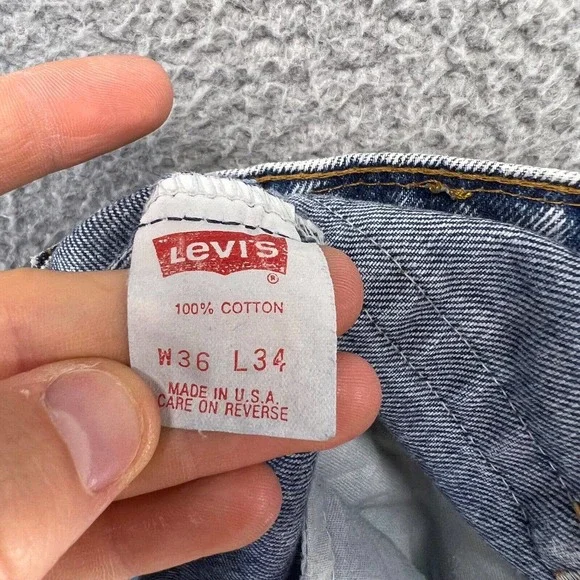 Levi's
®
100% COTTON
W36 L34
MADE IN U.S.A.
CARE ON REVERSE